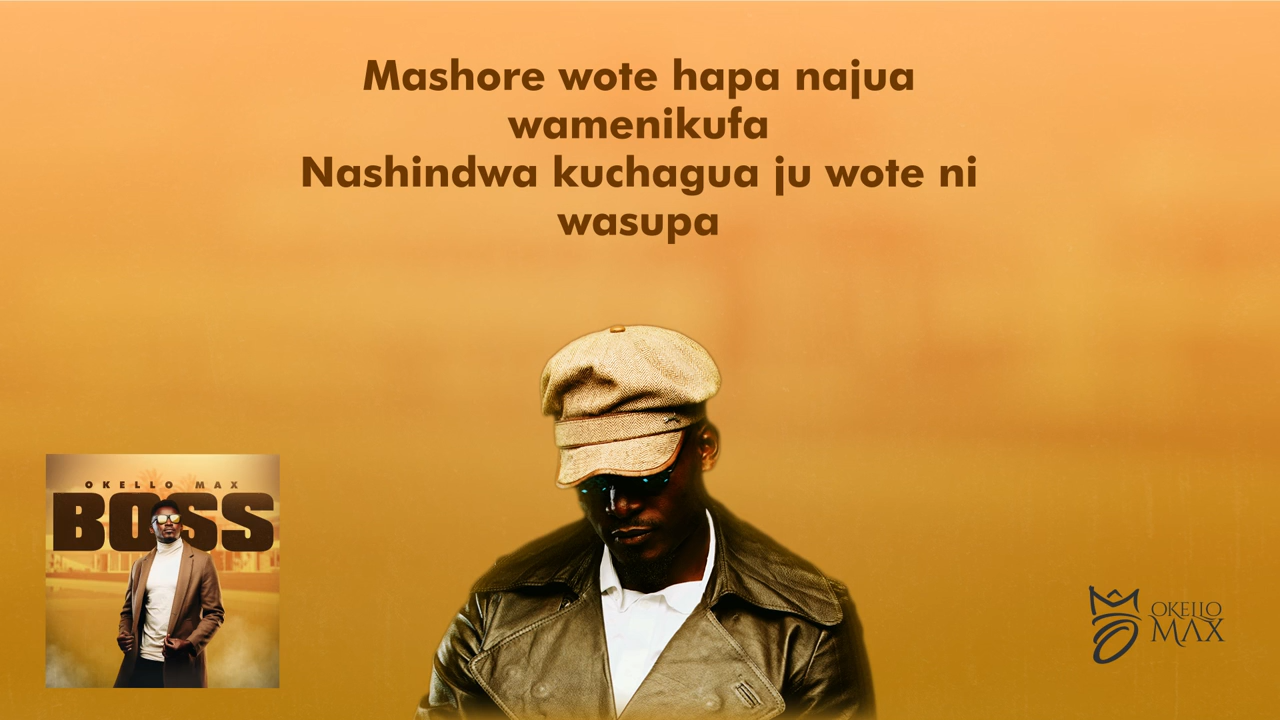 Mashore wote hapa najua
wamenikufa
Nashindwa kuchagua ju wote ni
wasupa
OKELLO MAX
BOSS
OKELLO
MAX